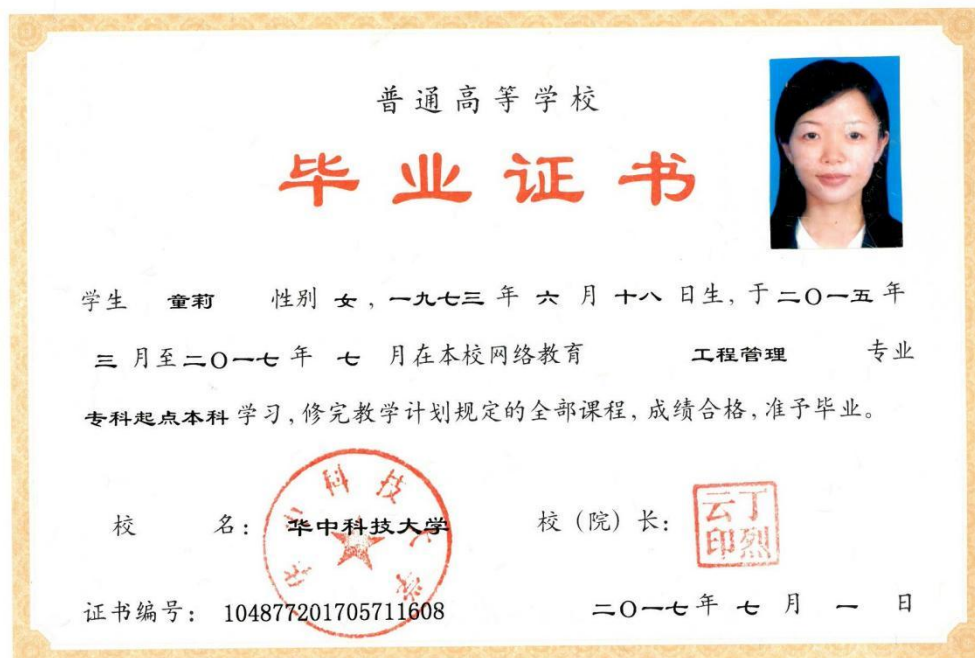 普通高等学校
毕业证书
学生 童莉 性别 女，一九七三 年 六 月 十八 日生，于 二〇一五 年
三 月至 二〇一七 年 七 月在本校网络教育 工程管理 专业
专科起点本科 学习，修完教学计划规定的全部课程，成绩合格，准予毕业。
校 名： 华中科技大学 校（院）长：
华中科技大学
丁烈云印
证书编号： 104877201705711608 二〇一七 年 七 月 一 日